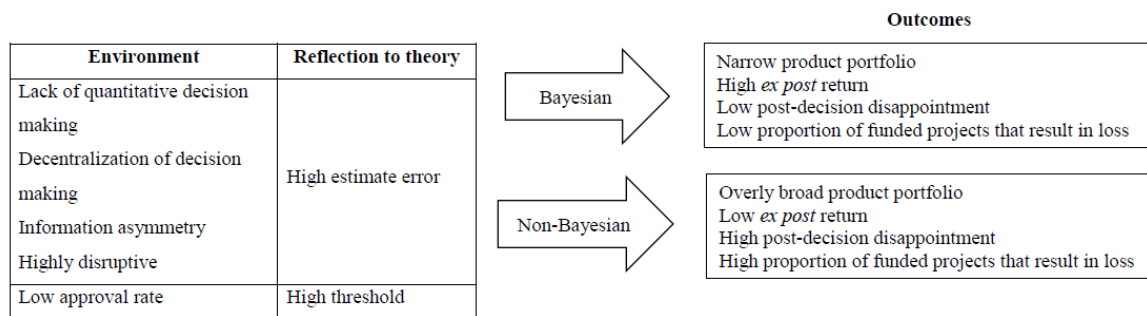 Outcomes
Environment
Reflection to theory
Lack of quantitative decision
making
Decentralization of decision
making
Information asymmetry
Highly disruptive
High estimate error
Low approval rate
High threshold
Bayesian
Narrow product portfolio
High ex post return
Low post-decision disappointment
Low proportion of funded projects that result in loss
Non-Bayesian
Overly broad product portfolio
Low ex post return
High post-decision disappointment
High proportion of funded projects that result in loss